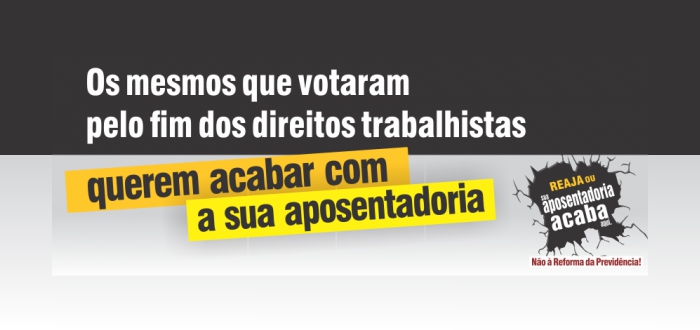 Os mesmos que votaram
pelo fim dos direitos trabalhistas
querem acabar com
a sua aposentadoria
REAJA OU
sua
aposentadoria
acaba
aqui.
Não à Reforma da Previdência!